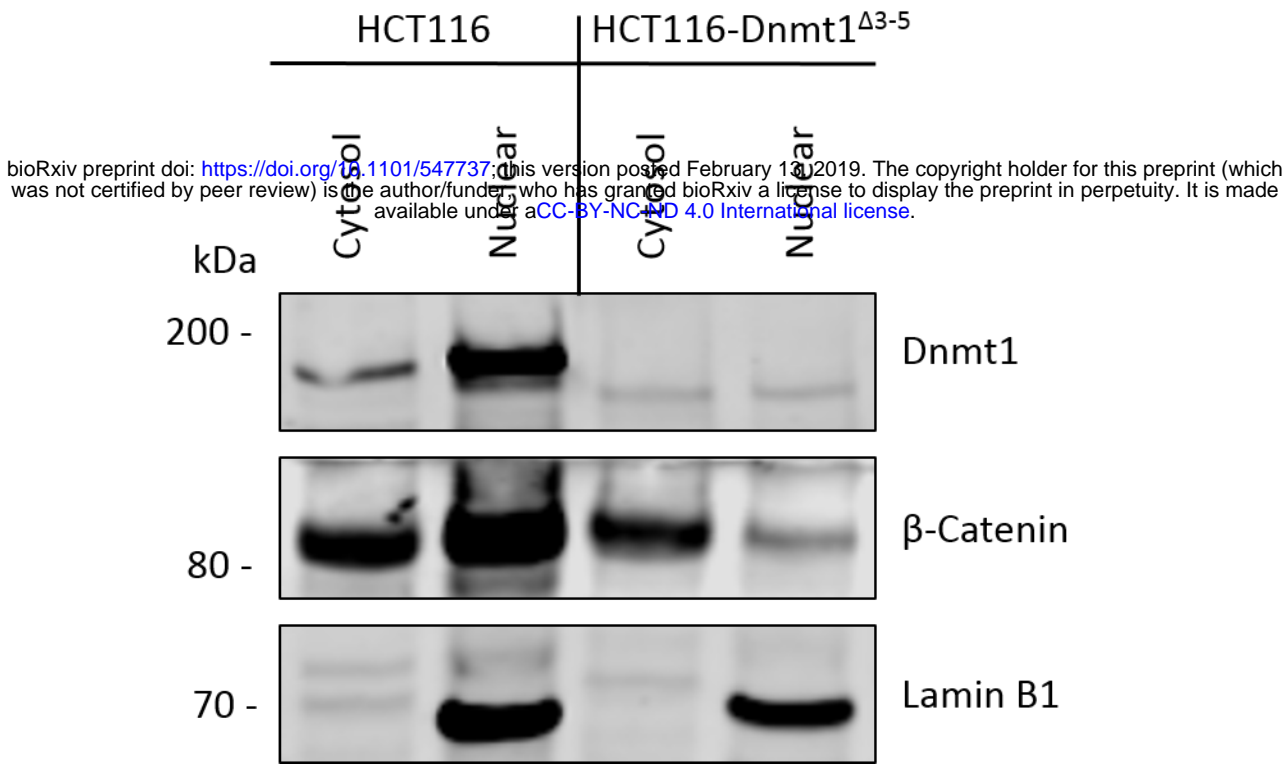 HCT116
HCT116-Dnmt1Δ3-5
Cytosol
Nuclear
Cytosol
Nuclear
bioRxiv preprint doi: https://doi.org/10.1101/547737; this version posted February 13, 2019. The copyright holder for this preprint (which
was not certified by peer review) is the author/funder, who has granted bioRxiv a license to display the preprint in perpetuity. It is made
available under aCC-BY-NC-ND 4.0 International license.
kDa
200 -
Dnmt1
80 -
β-Catenin
70 -
Lamin B1